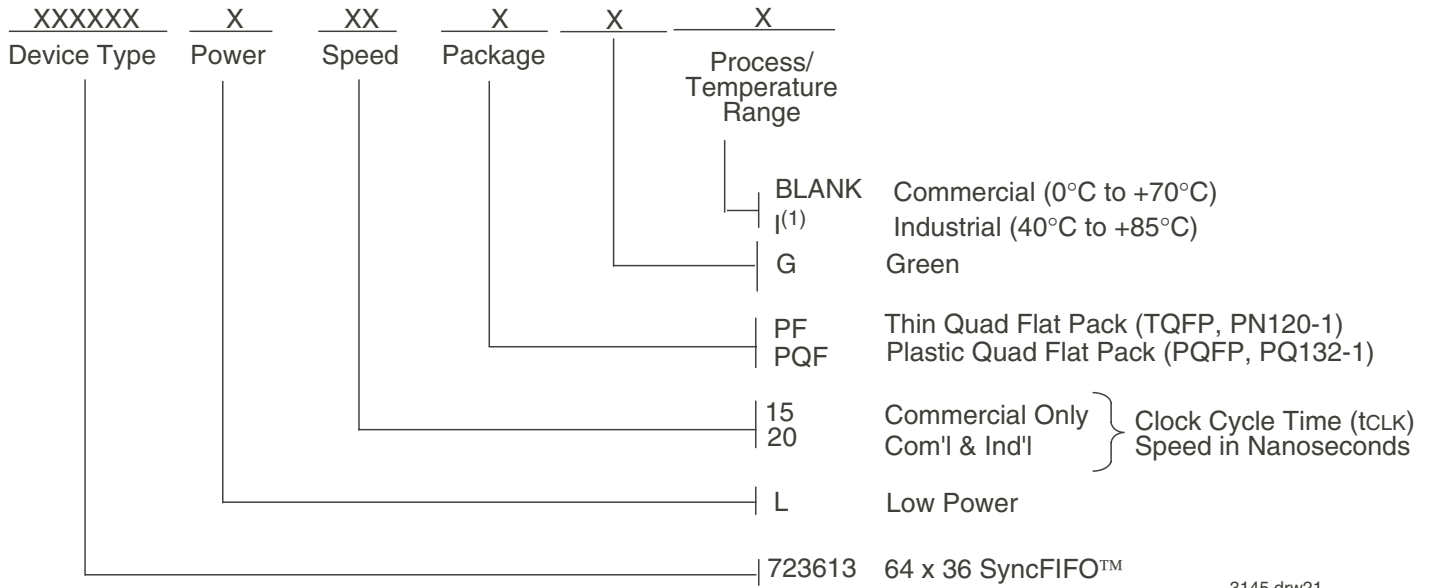 XXXXXX X XX X X X
Device Type Power Speed Package
Process/
Temperature
Range
BLANK Commercial (0°C to +70°C)
I(1) Industrial (40°C to +85°C)
G Green
PF Thin Quad Flat Pack (TQFP, PN120-1)
PQF Plastic Quad Flat Pack (PQFP, PQ132-1)
15 Commercial Only
20 Com'l & Ind'l
Clock Cycle Time (tCLK)
Speed in Nanoseconds
L Low Power
723613 64 x 36 SyncFIFO™
3145 drw21